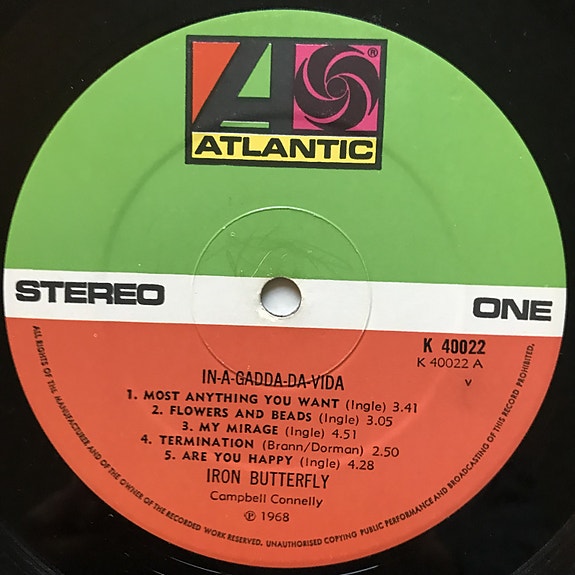 ATLANTIC
®
STEREO
ONE
K 40022
K 40022 A
V
IN-A-GADDA-DA-VIDA
1. MOST ANYTHING YOU WANT (Ingle) 3.41
2. FLOWERS AND BEADS (Ingle) 3.05
3. MY MIRAGE (Ingle) 4.51
4. TERMINATION (Brann/Dorman) 2.50
5. ARE YOU HAPPY (Ingle) 4.28
IRON BUTTERFLY
Campbell Connelly
℗ 1968
ALL RIGHTS OF THE MANUFACTURER AND OF THE OWNER OF THE RECORDED WORK RESERVED. UNAUTHORISED COPYING PUBLIC PERFORMANCE AND BROADCASTING OF THIS RECORD PROHIBITED.